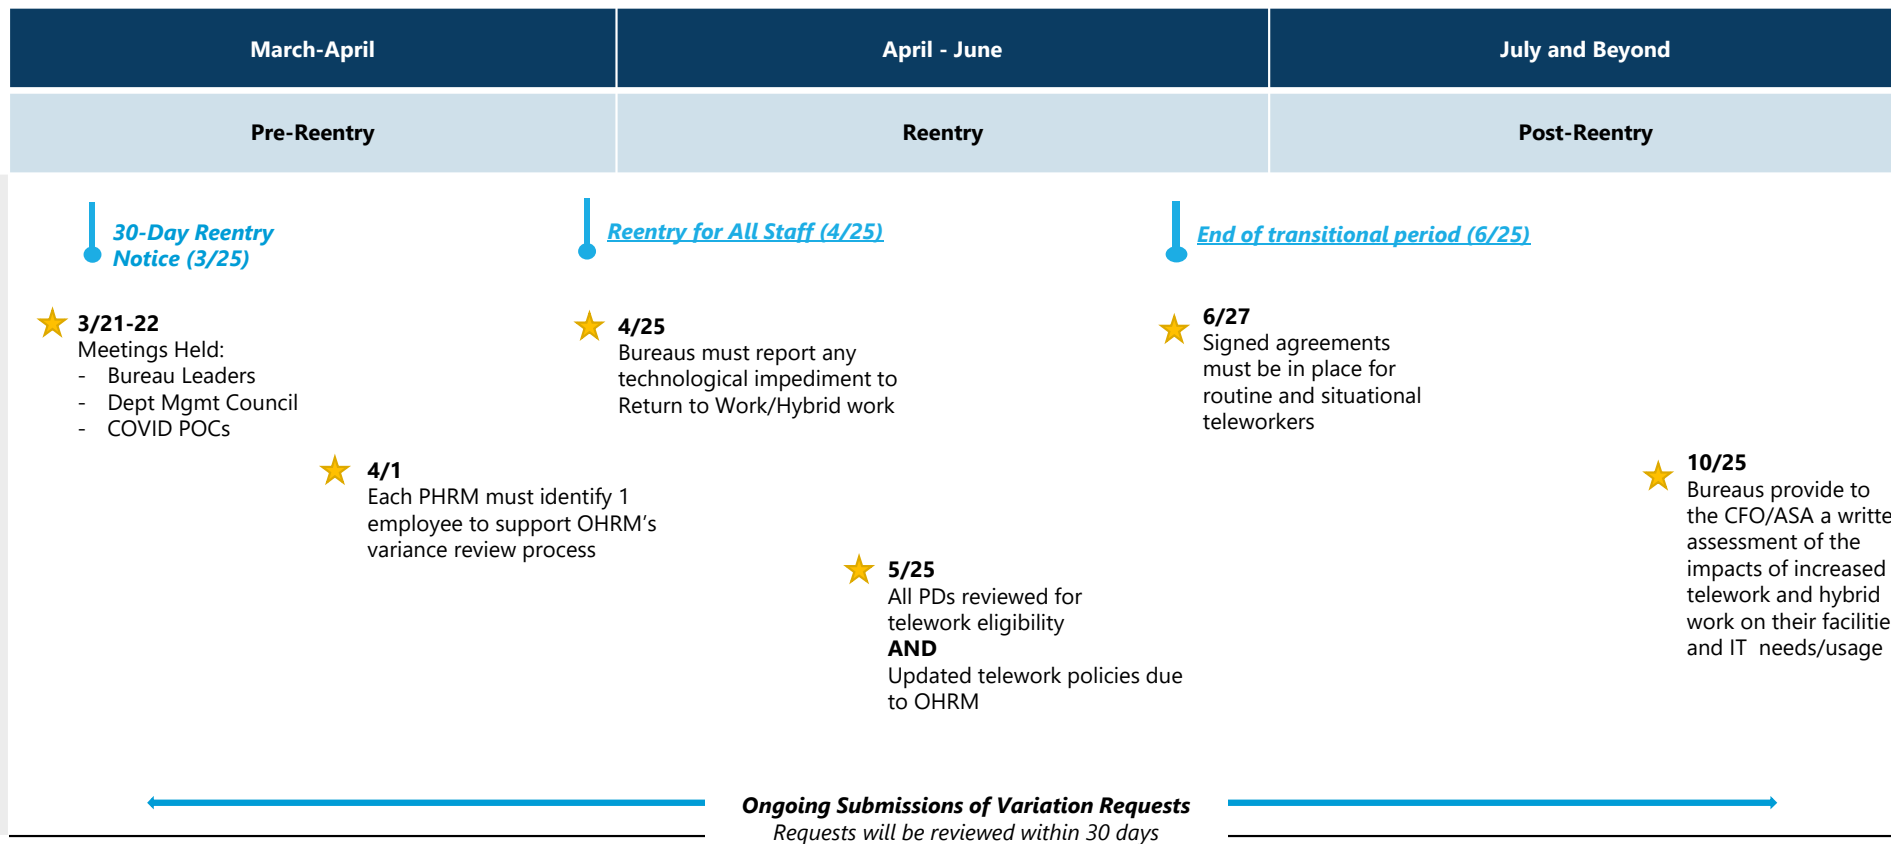 March-April
April - June
July and Beyond
Pre-Reentry
Reentry
Post-Reentry
30-Day Reentry
Notice (3/25)
Reentry for All Staff (4/25)
End of transitional period (6/25)
3/21-22
Meetings Held:
- Bureau Leaders
- Dept Mgmt Council
- COVID POCs
4/1
Each PHRM must identify 1
employee to support OHRM’s
variance review process
4/25
Bureaus must report any
technological impediment to
Return to Work/Hybrid work
5/25
All PDs reviewed for
telework eligibility
AND
Updated telework policies due
to OHRM
6/27
Signed agreements
must be in place for
routine and situational
teleworkers
10/25
Bureaus provide to
the CFO/ASA a writte
assessment of the
impacts of increased
telework and hybrid
work on their facilitie
and IT needs/usage
Ongoing Submissions of Variation Requests
Requests will be reviewed within 30 days